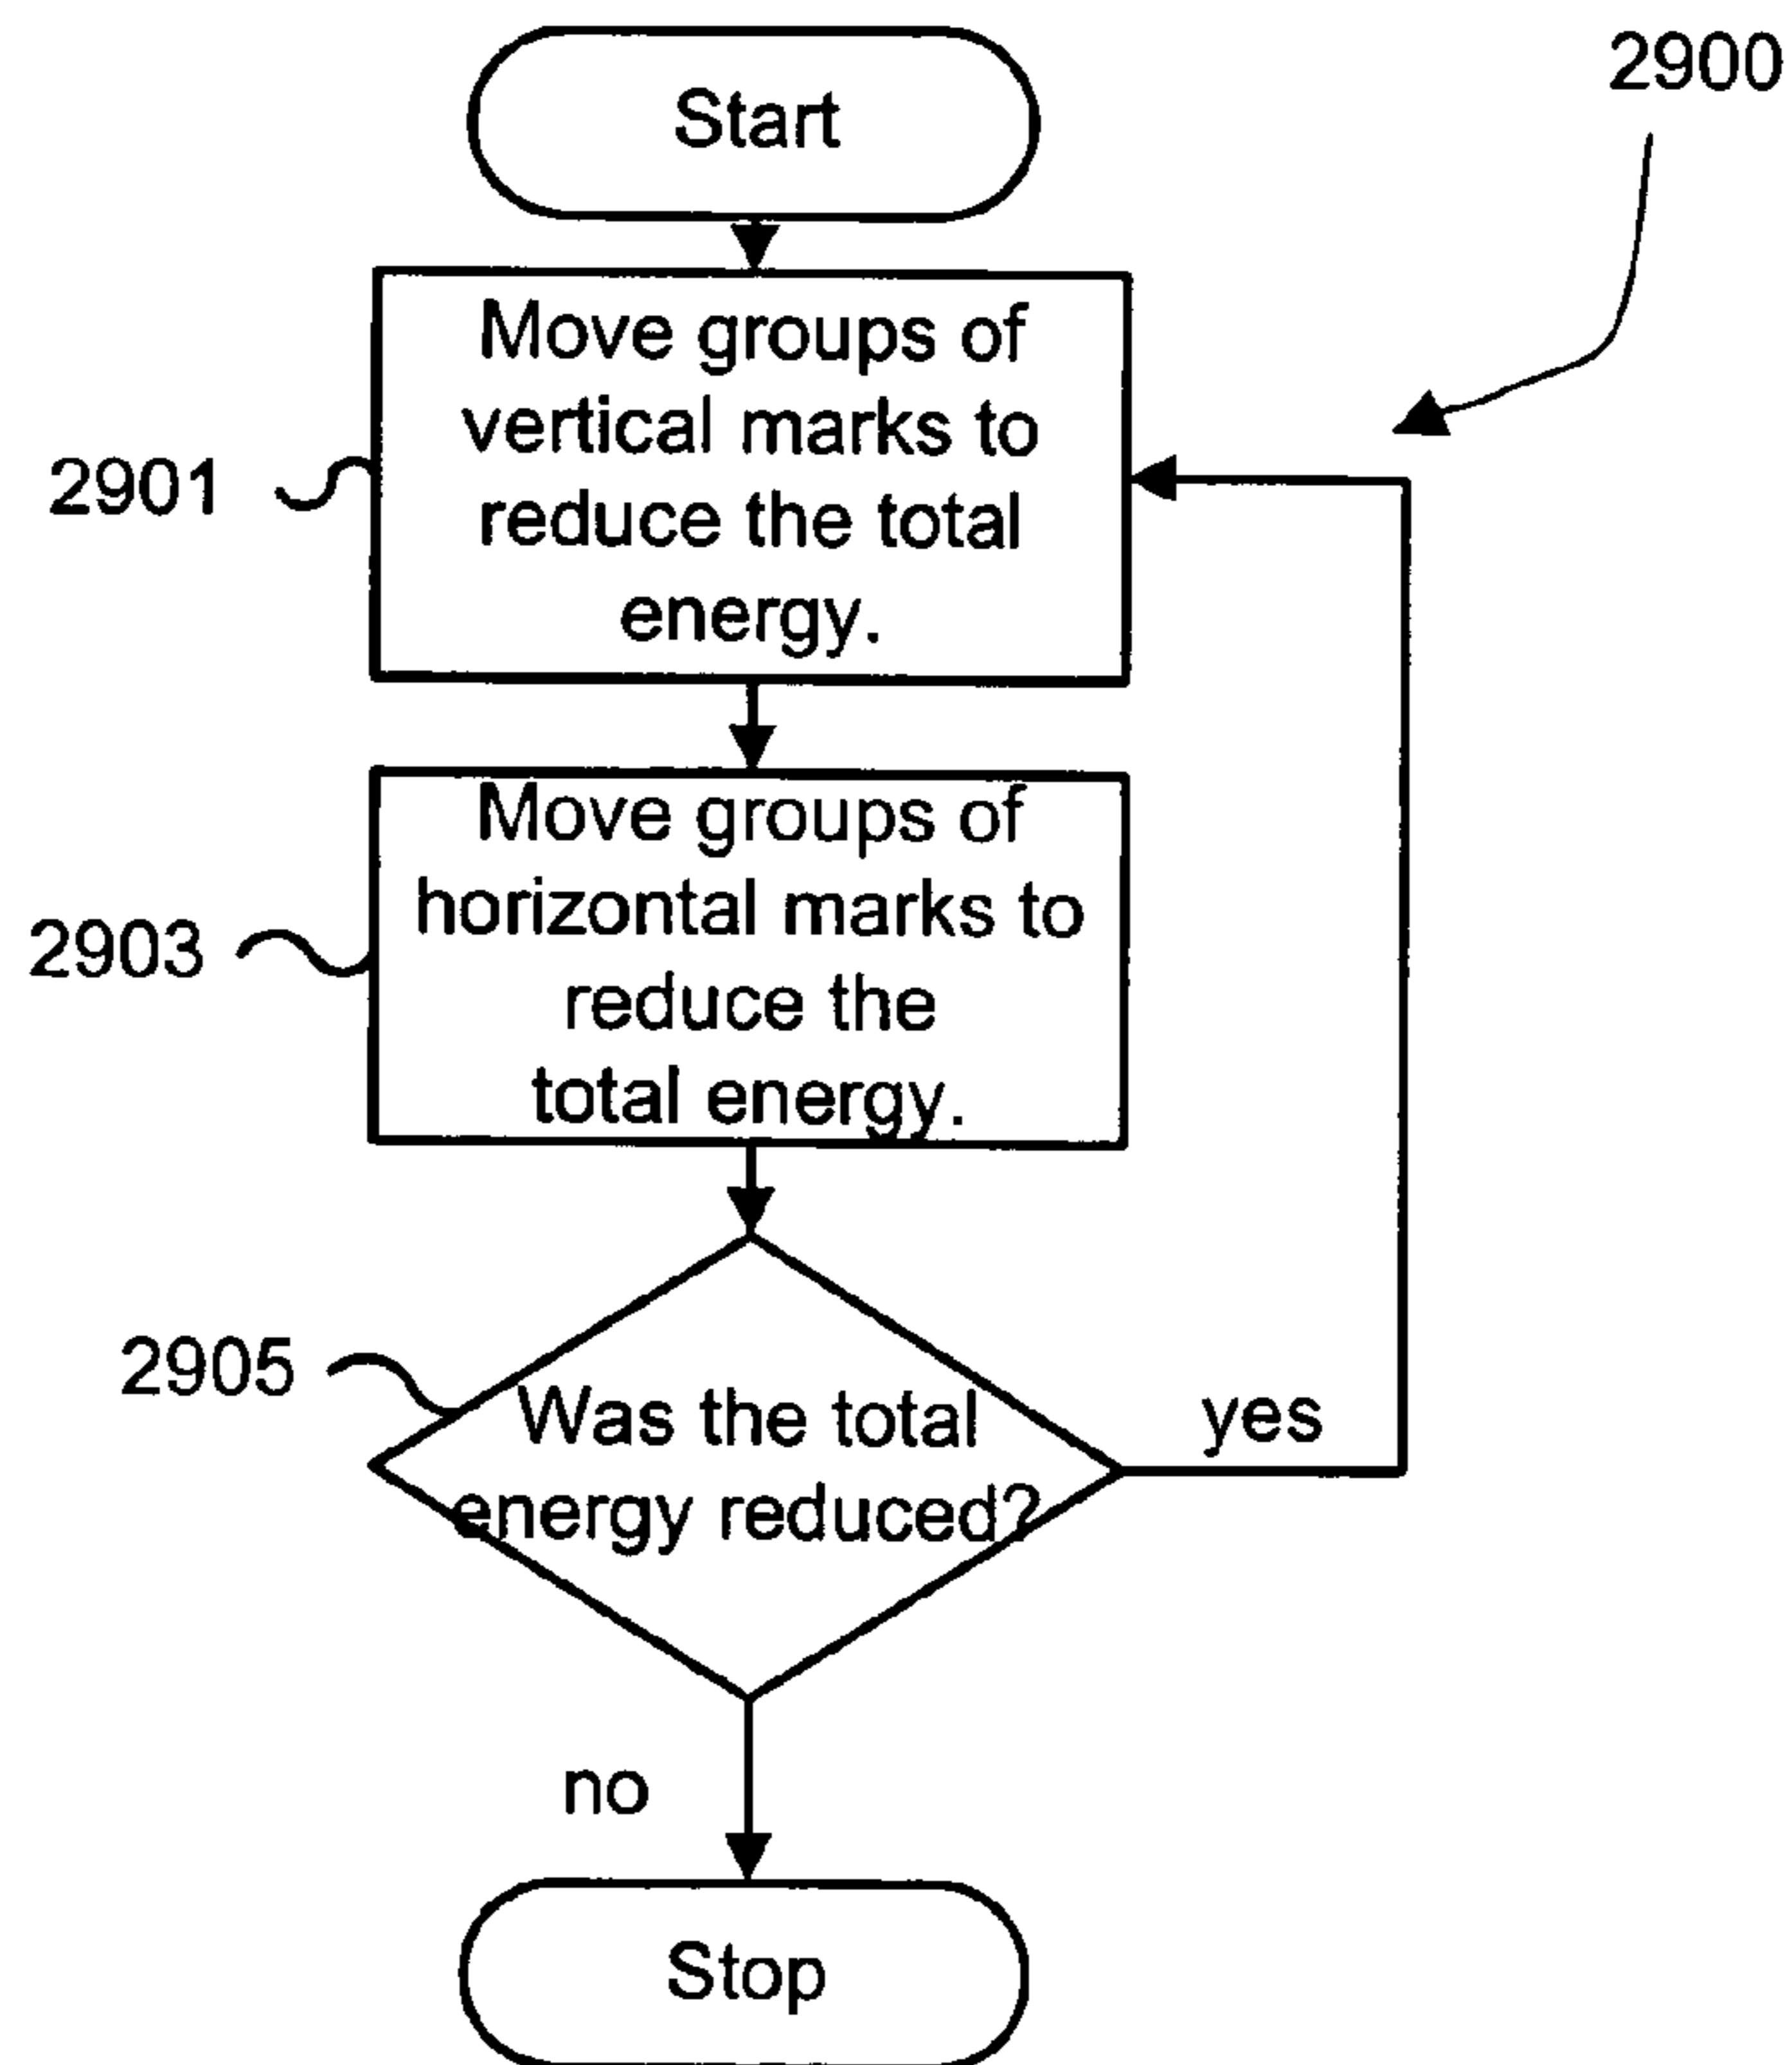 Start
2900
Move groups of
vertical marks to
reduce the total
energy.
2901
Move groups of
horizontal marks to
reduce the
total energy.
2903
2905
Was the total
energy reduced?
yes
no
Stop